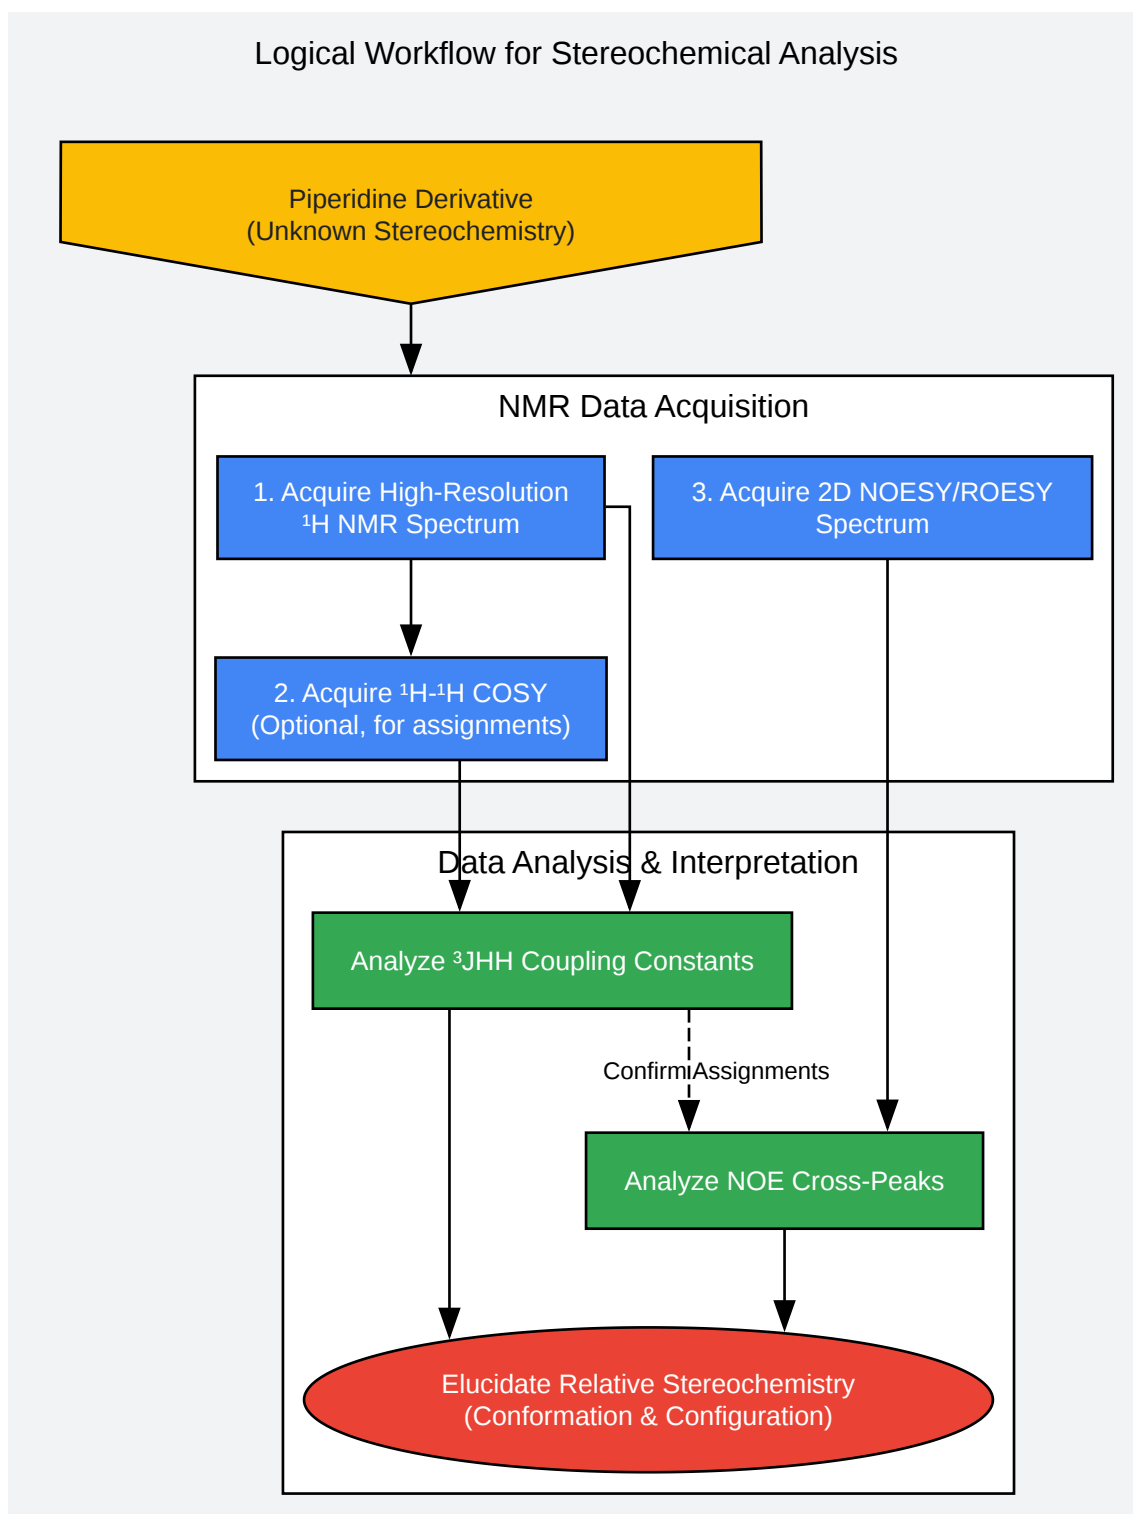 Logical Workflow for Stereochemical Analysis
Piperidine Derivative
(Unknown Stereochemistry)
NMR Data Acquisition
1. Acquire High-Resolution
¹H NMR Spectrum
3. Acquire 2D NOESY/ROESY
Spectrum
2. Acquire ¹H-¹H COSY
(Optional, for assignments)
Data Analysis & Interpretation
Analyze ³JHH Coupling Constants
Confirm Assignments
Analyze NOE Cross-Peaks
Elucidate Relative Stereochemistry
(Conformation & Configuration)